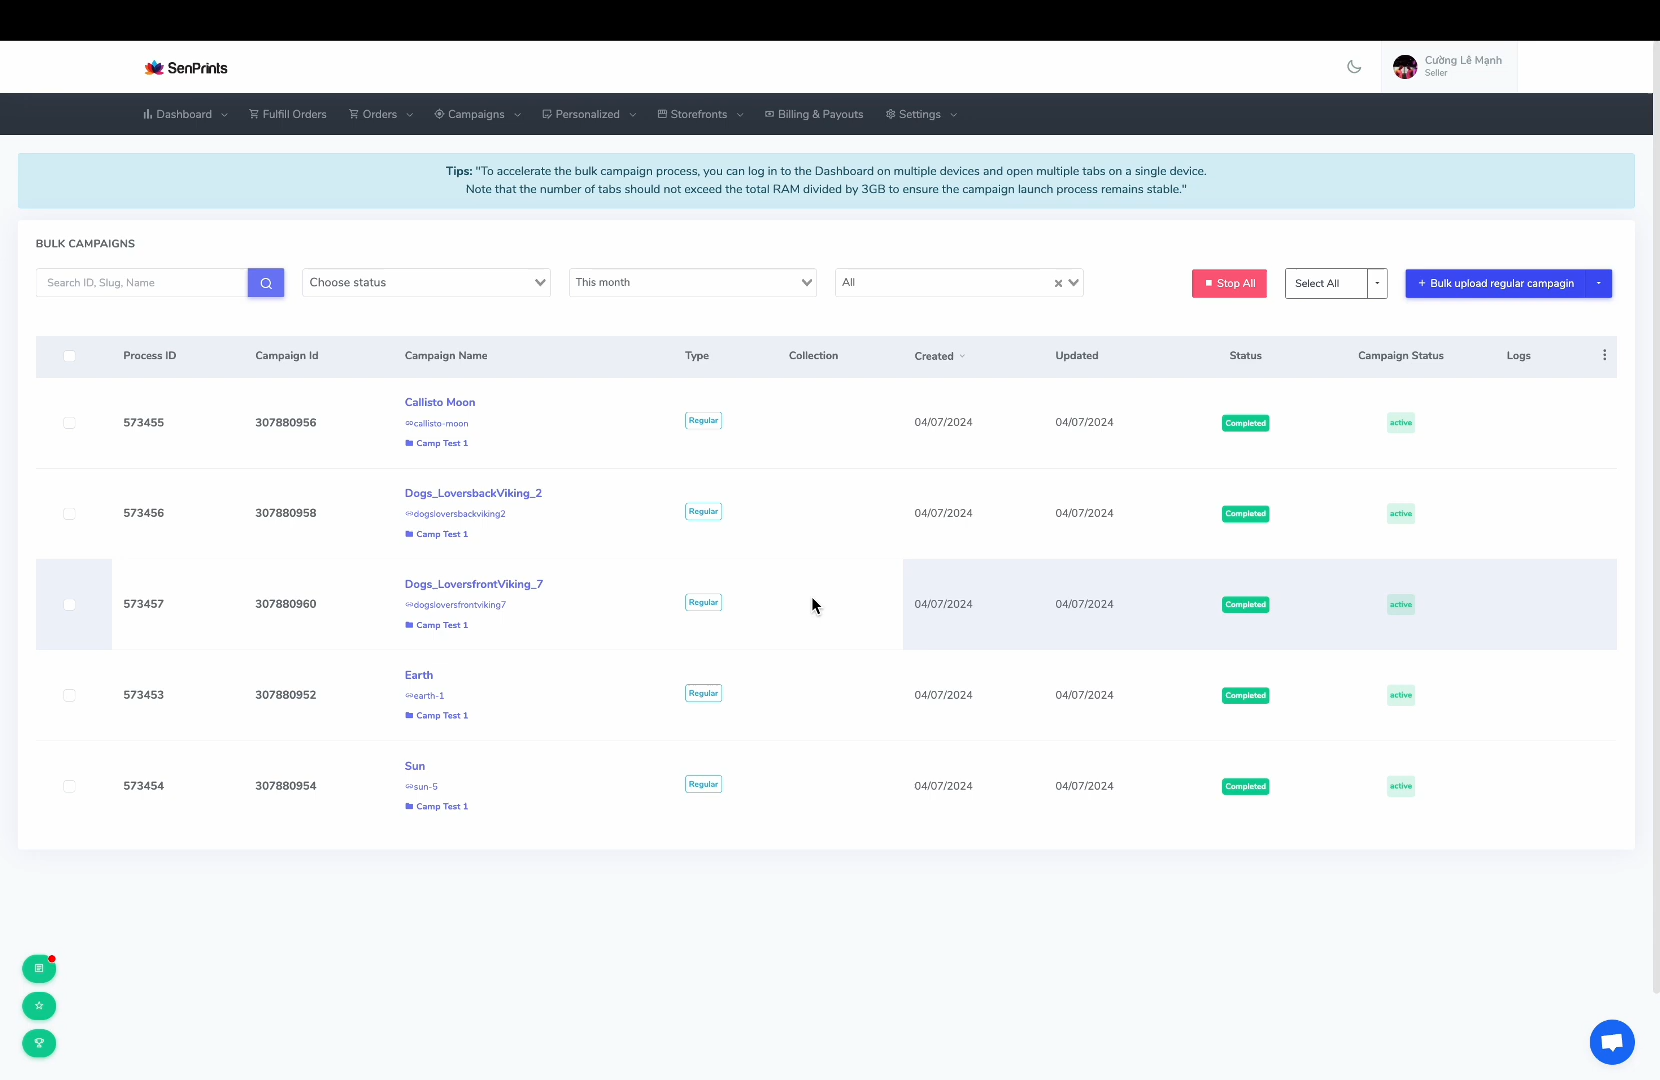 SenPrints
Cường Lê Mạnh
Seller
Dashboard
Fulfill Orders
Orders
Campaigns
Personalized
Storefronts
Billing & Payouts
Settings
Tips: "To accelerate the bulk campaign process, you can log in to the Dashboard on multiple devices and open multiple tabs on a single device.
Note that the number of tabs should not exceed the total RAM divided by 3GB to ensure the campaign launch process remains stable."
BULK CAMPAIGNS
Search ID, Slug, Name
Choose status
This month
All
Stop All
Select All
+ Bulk upload regular campagin
Process ID Campaign Id Campaign Name Type Collection Created Updated Status Campaign Status Logs
Callisto Moon
573455 307880956 callisto-moon Regular 04/07/2024 04/07/2024 Completed active
Camp Test 1
Dogs_LoversbackViking_2
573456 307880958 dogsloversbackviking2 Regular 04/07/2024 04/07/2024 Completed active
Camp Test 1
Dogs_LoversfrontViking_7
573457 307880960 dogsloversfrontviking7 Regular 04/07/2024 04/07/2024 Completed active
Camp Test 1
Earth
573453 307880952 earth-1 Regular 04/07/2024 04/07/2024 Completed active
Camp Test 1
Sun
573454 307880954 sun-5 Regular 04/07/2024 04/07/2024 Completed active
Camp Test 1